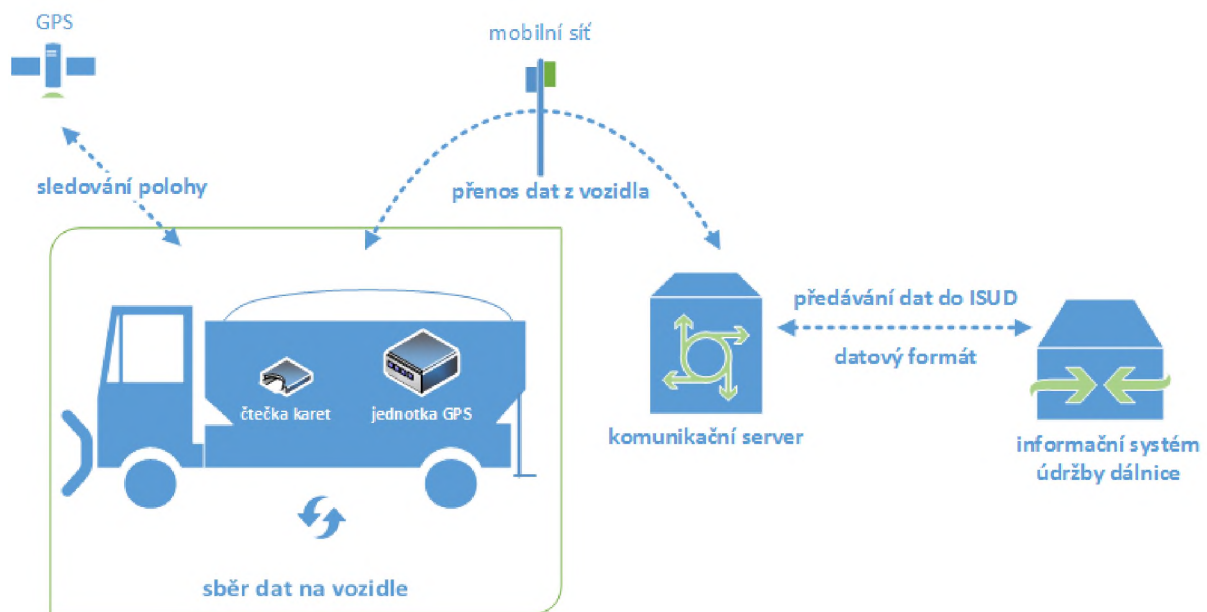 GPS
mobilní síť
sledování polohy
přenos dat z vozidla
předávání dat do ISUD
datový formát
čtečka karet
jednotka GPS
komunikační server
informační systém
údržby dálnice
sběr dat na vozidle